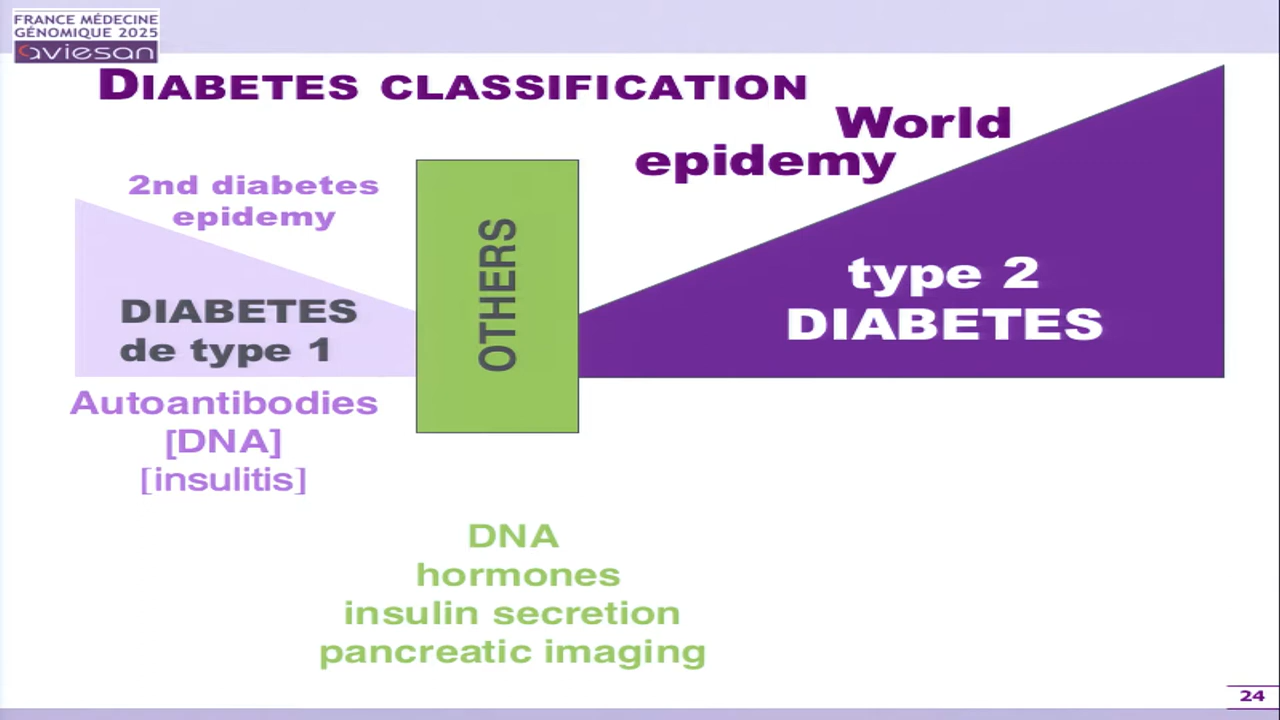 FRANCE MÉDECINE
GÉNOMIQUE 2025
aviesan
DIABETES CLASSIFICATION
World
epidemy
2nd diabetes
epidemy
OTHERS
type 2
DIABETES
DIABETES
de type 1
Autoantibodies
[DNA]
[insulitis]
DNA
hormones
insulin secretion
pancreatic imaging
24